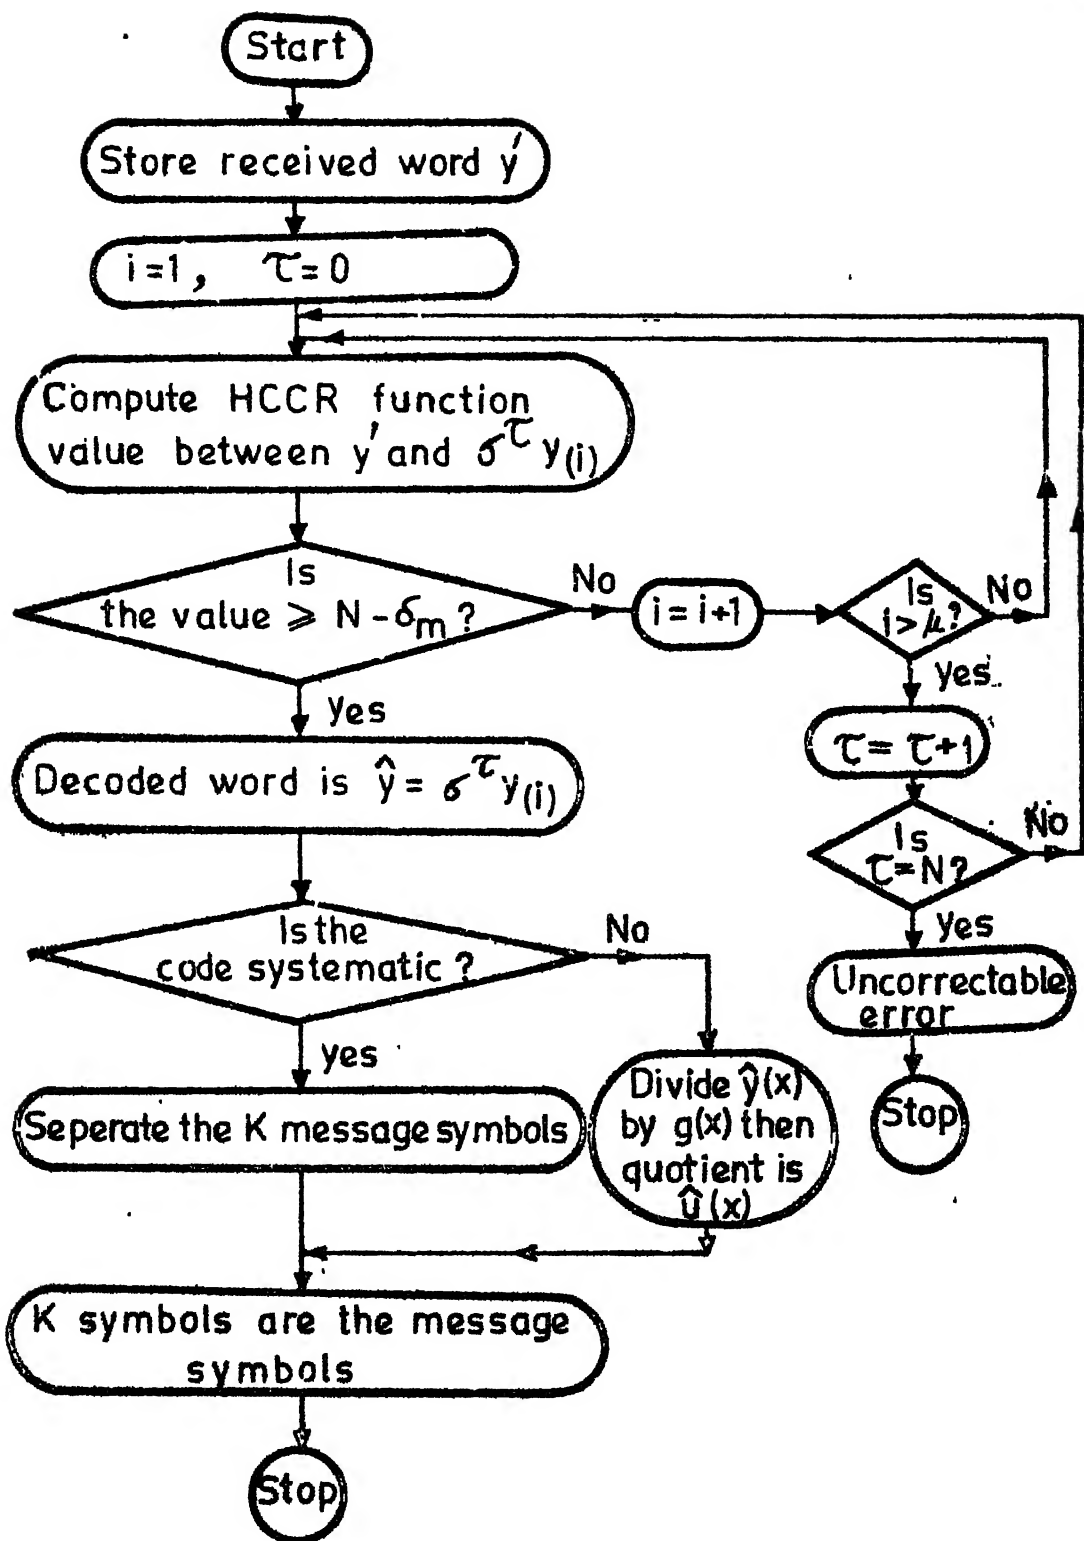 Start
Store received word y′
i=1, τ=0
Compute HCCR function
value between y′ and σ^τ y(i)
Is
the value ⩾ N - δm ?
No
i = i+1
Is
i > μ?
No
yes
yes
τ = τ+1
Decoded word is ŷ = σ^τ y(i)
Is
τ=N?
No
yes
Is the
code systematic ?
No
yes
Uncorrectable
error
Stop
Seperate the K message symbols
Divide ŷ(x)
by g(x) then
quotient is
û(x)
K symbols are the message
symbols
Stop